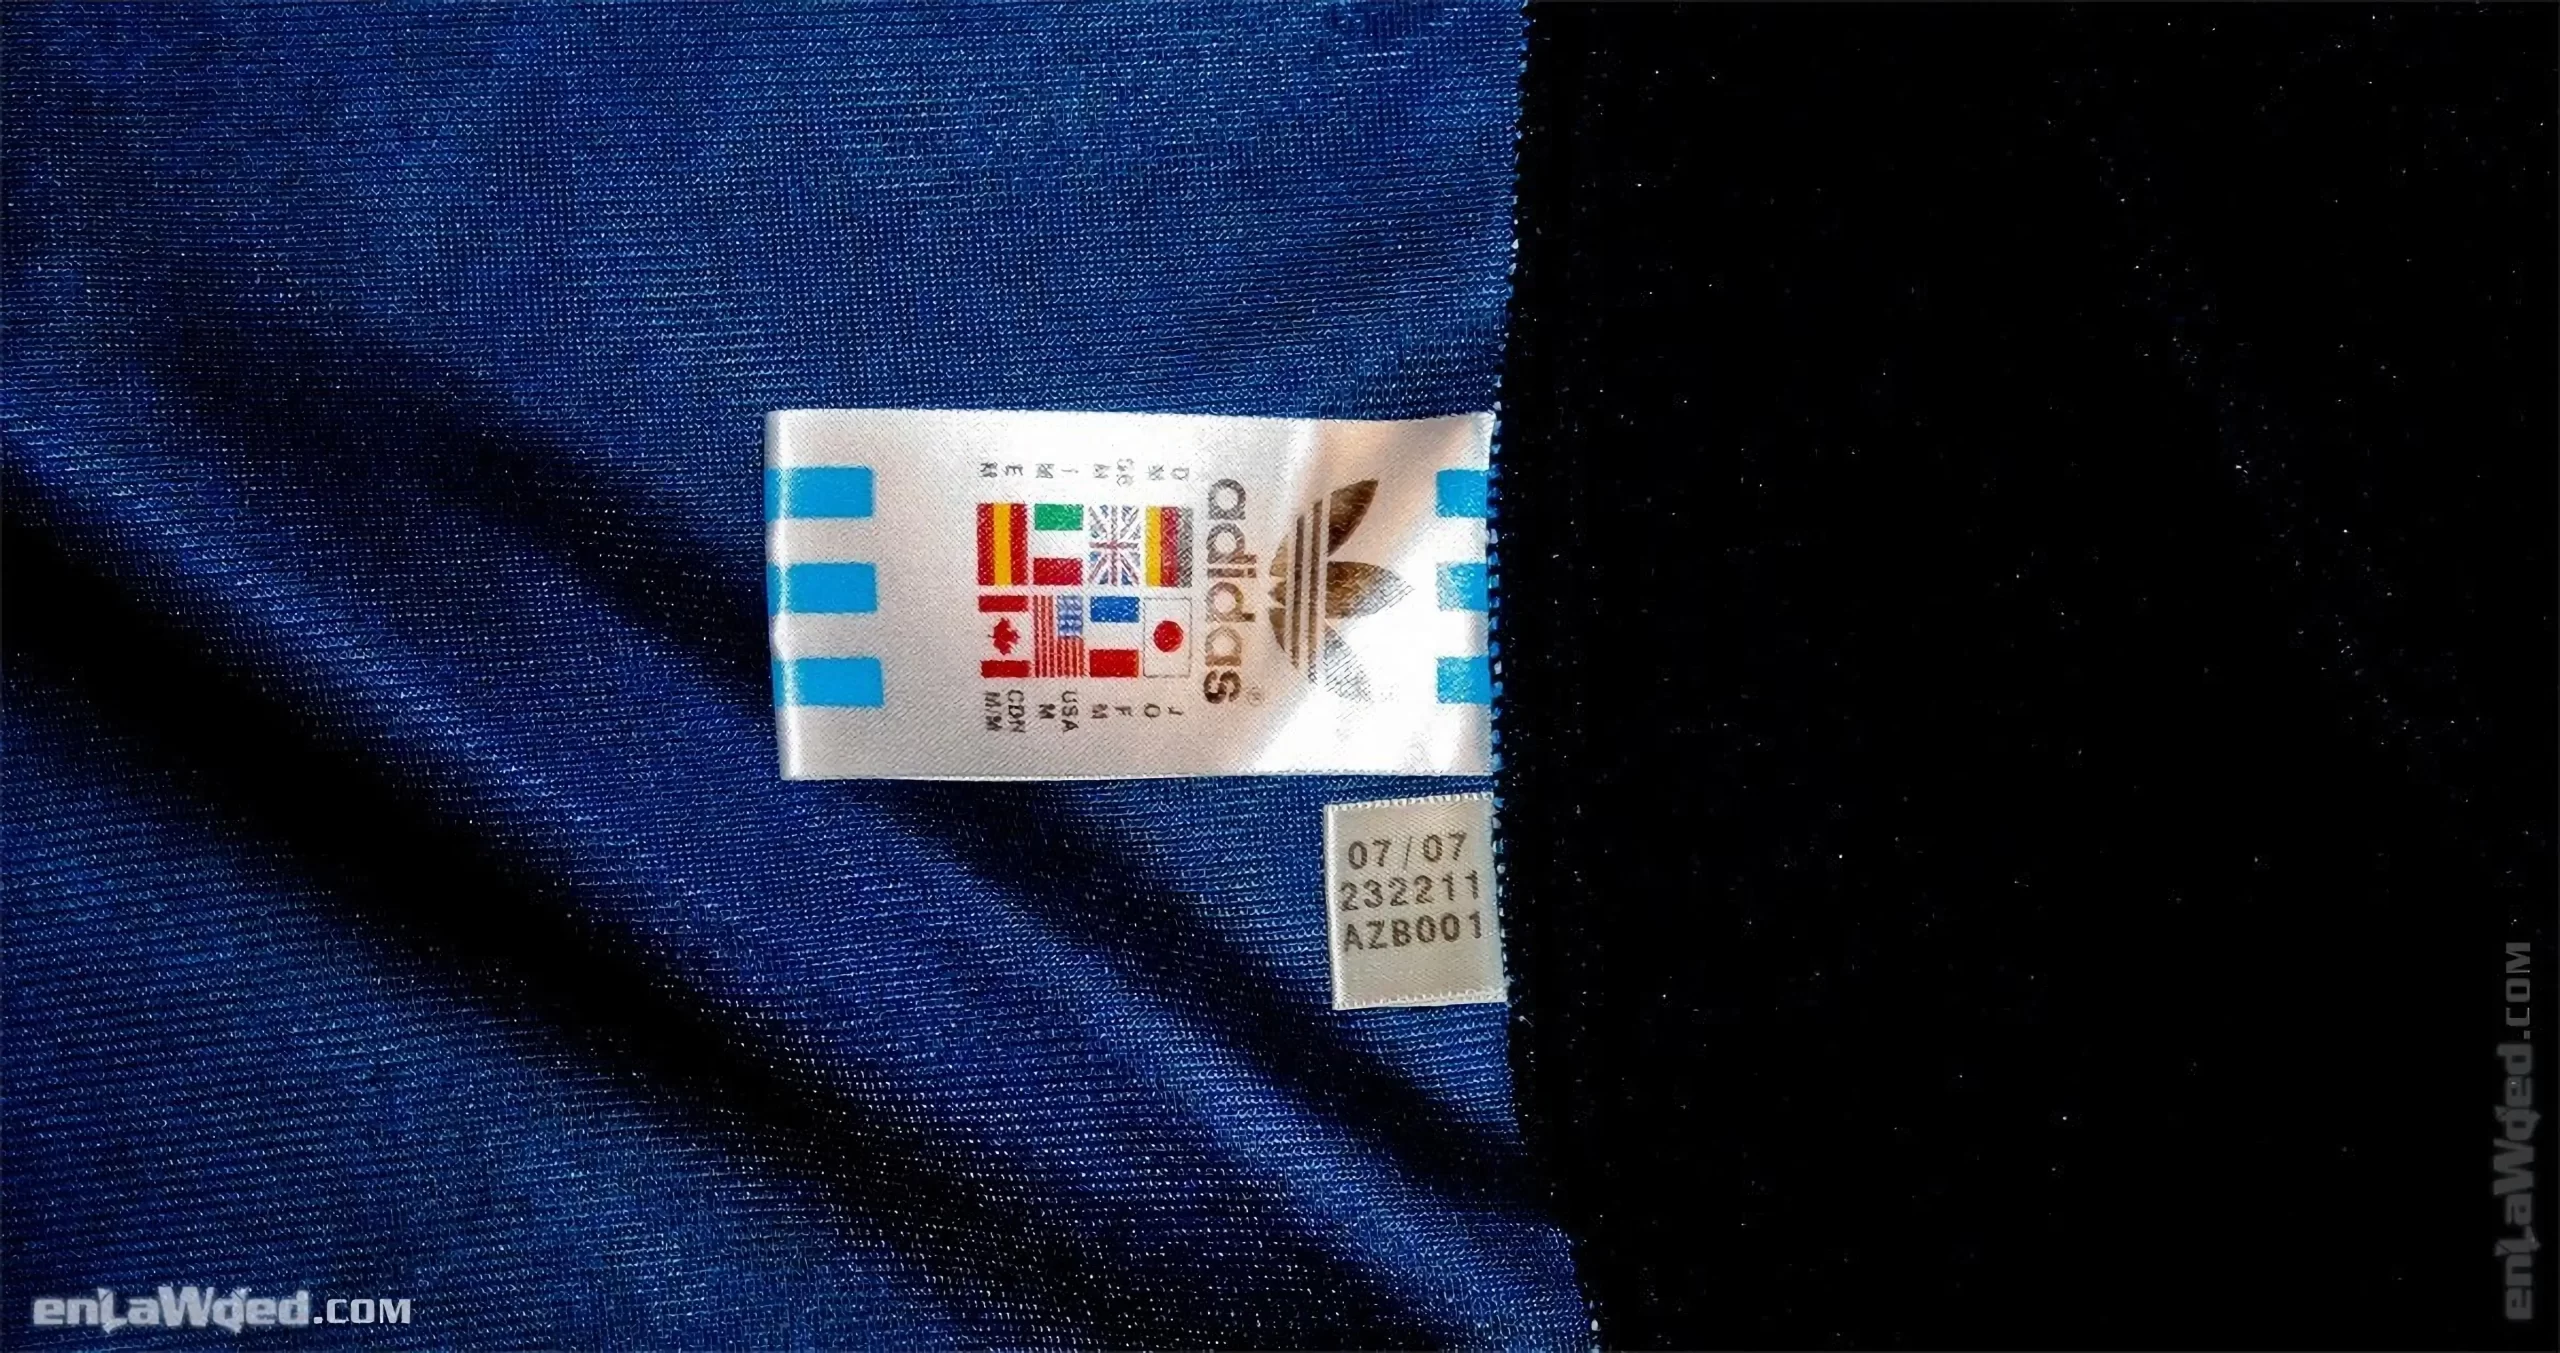 adidas®
D
M
GB
M
I
M
E
M
J
O
F
M
USA
M
CDN
M/M
07/07
232211
AZB001
enLaWded.com
enLaWded.com